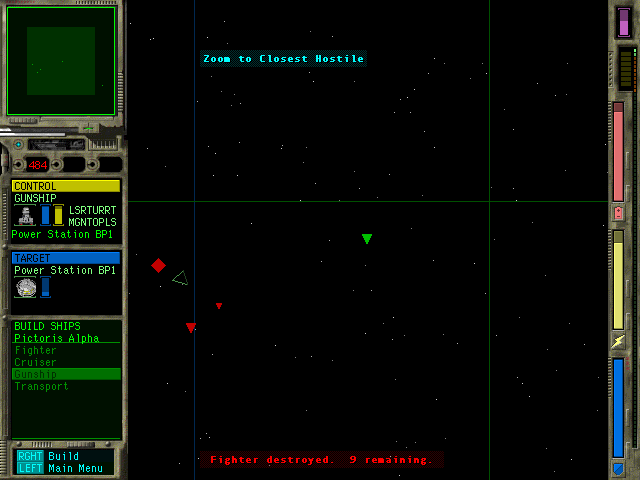 Zoom to Closest Hostile
484
CONTROL
GUNSHIP
LSRTURRT
MGNTOPLS
Power Station BP1
TARGET
Power Station BP1
BUILD SHIPS
Pictoris Alpha
Fighter
Cruiser
Gunship
Transport
RGHT Build
LEFT Main Menu
Fighter destroyed. 9 remaining.